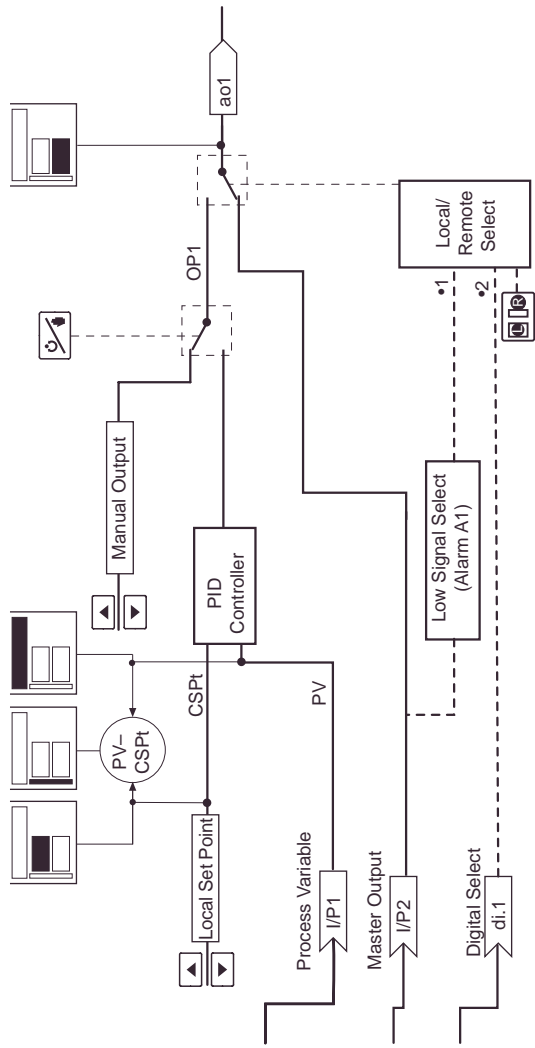 Local Set Point
PV–
CSPt
Manual Output
CSPt
PID
Controller
OP1
ao1
PV
Process Variable
I/P1
Master Output
I/P2
Low Signal Select
(Alarm A1)
•1
•2
Local/
Remote
Select
L
R
Digital Select
di.1